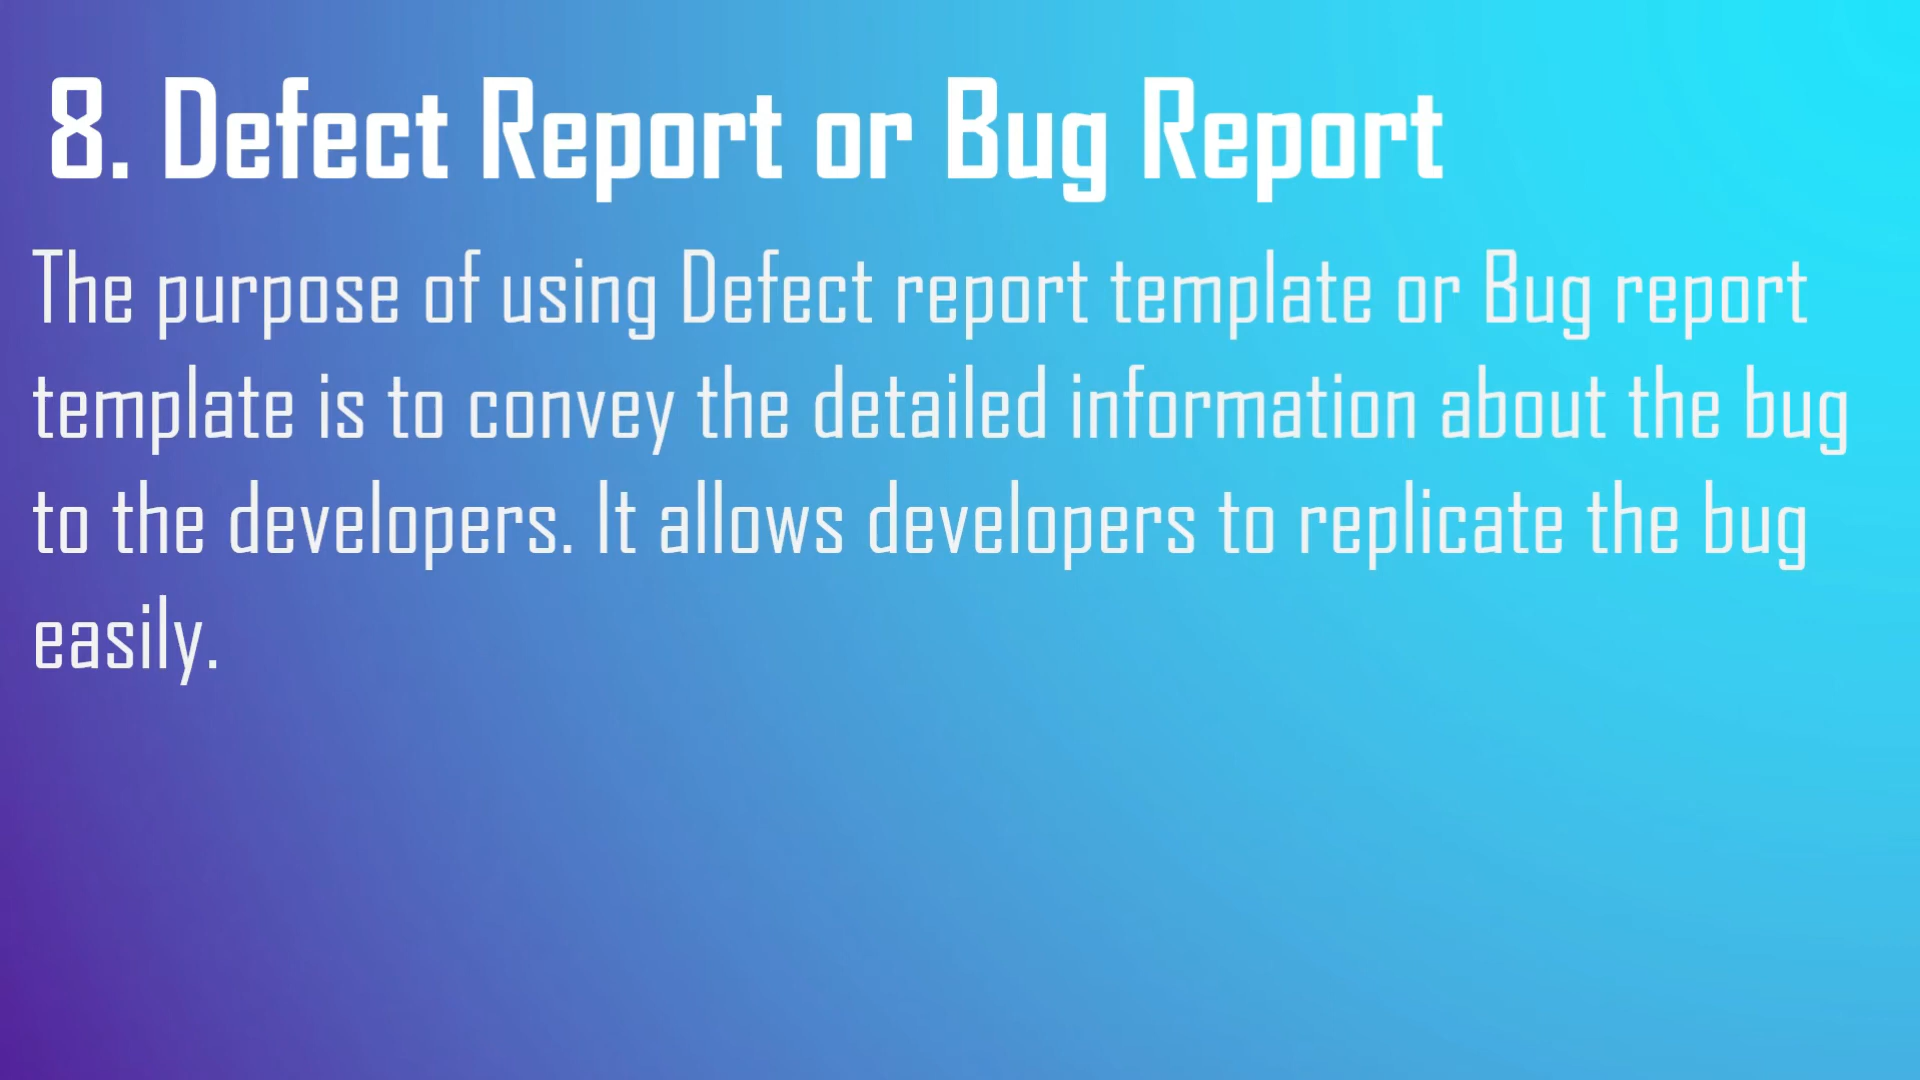 8. Defect Report or Bug Report
The purpose of using Defect report template or Bug report
template is to convey the detailed information about the bug
to the developers. It allows developers to replicate the bug
easily.